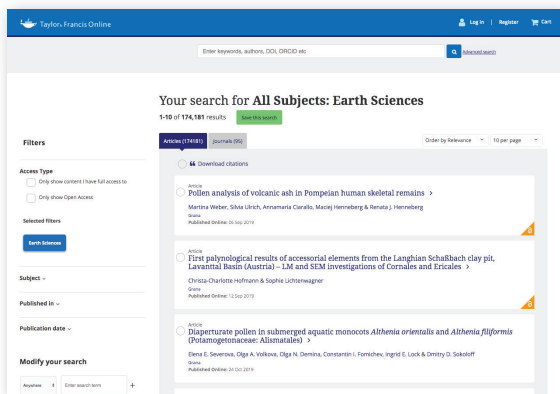 Taylor & Francis Online
Log in | Register Cart
Enter keywords, authors, DOI, ORCID etc
Advanced search
Your search for All Subjects: Earth Sciences
1-10 of 174,181 results
Save this search
Filters
Articles (174181)
Journals (95)
Order by Relevance
10 per page
Download citations
Access Type
Only show content I have full access to
Only show Open Access
Selected filters
Earth Sciences
Subject
Published in
Publication date
Modify your search
Anywhere
Enter search term
+
Article
Pollen analysis of volcanic ash in Pompeian human skeletal remains >
Martina Weber, Silvia Ulrich, Annamaria Ciarallo, Maciej Henneberg & Renata J. Henneberg
Grana
Published Online: 06 Sep 2019
Article
First palynological results of accessorial elements from the Langhian Schaßbach clay pit,
Lavanttal Basin (Austria) – LM and SEM investigations of Cornales and Ericales >
Christa-Charlotte Hofmann & Sophie Lichtenwagner
Grana
Published Online: 12 Sep 2019
Article
Diaperturate pollen in submerged aquatic monocots Althenia orientalis and Althenia filiformis
(Potamogetonaceae: Alismatales) >
Elena E. Severova, Olga A. Volkova, Olga N. Demina, Constantin I. Fomichev, Ingrid E. Lock & Dmitry D. Sokoloff
Grana
Published Online: 24 Oct 2019